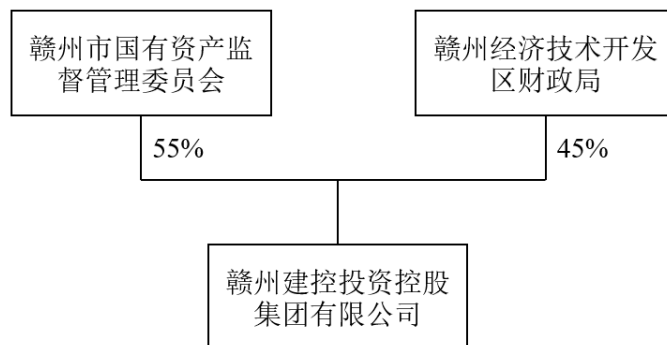 赣州市国有资产监
督管理委员会
赣州经济技术开发
区财政局
55%
45%
赣州建控投资控股
集团有限公司